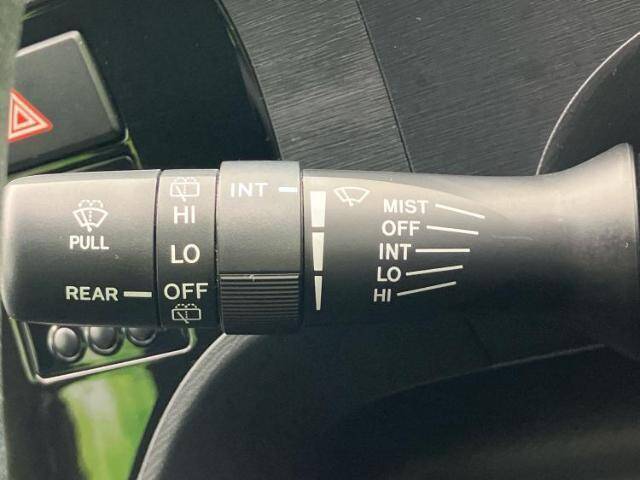 PULL
REAR
HI
LO
OFF
INT
MIST
OFF
INT
LO
HI